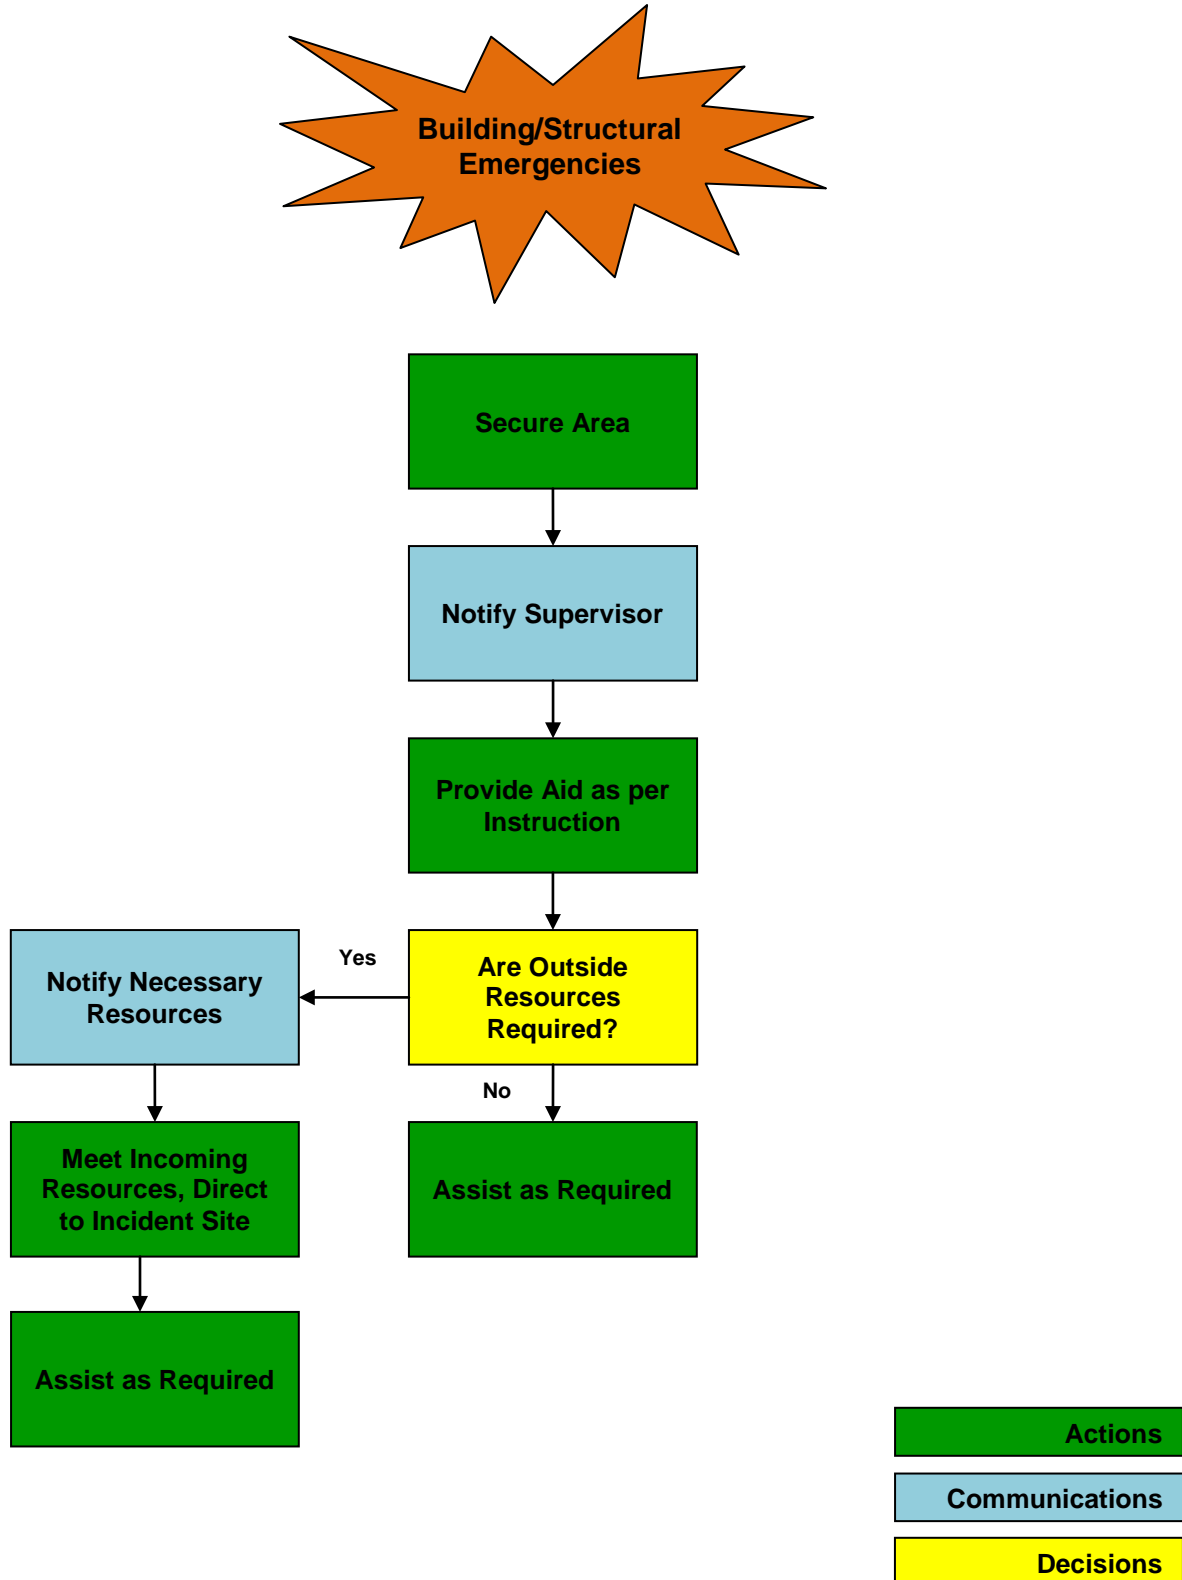 Building/Structural
Emergencies
Secure Area
Notify Supervisor
Provide Aid as per
Instruction
Yes
Notify Necessary
Resources
Are Outside
Resources
Required?
No
Meet Incoming
Resources, Direct
to Incident Site
Assist as Required
Assist as Required
Actions
Communications
Decisions